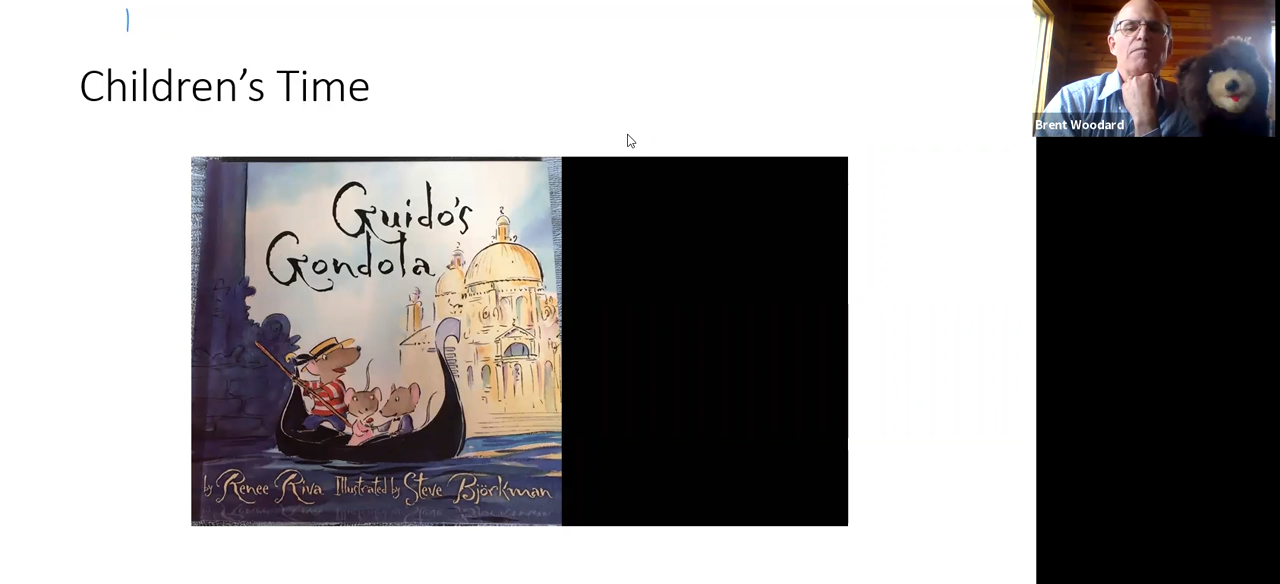 Children’s Time
Guido's
Gondola
by Renee Riva Illustrated by Steve Björkman
Brent Woodard